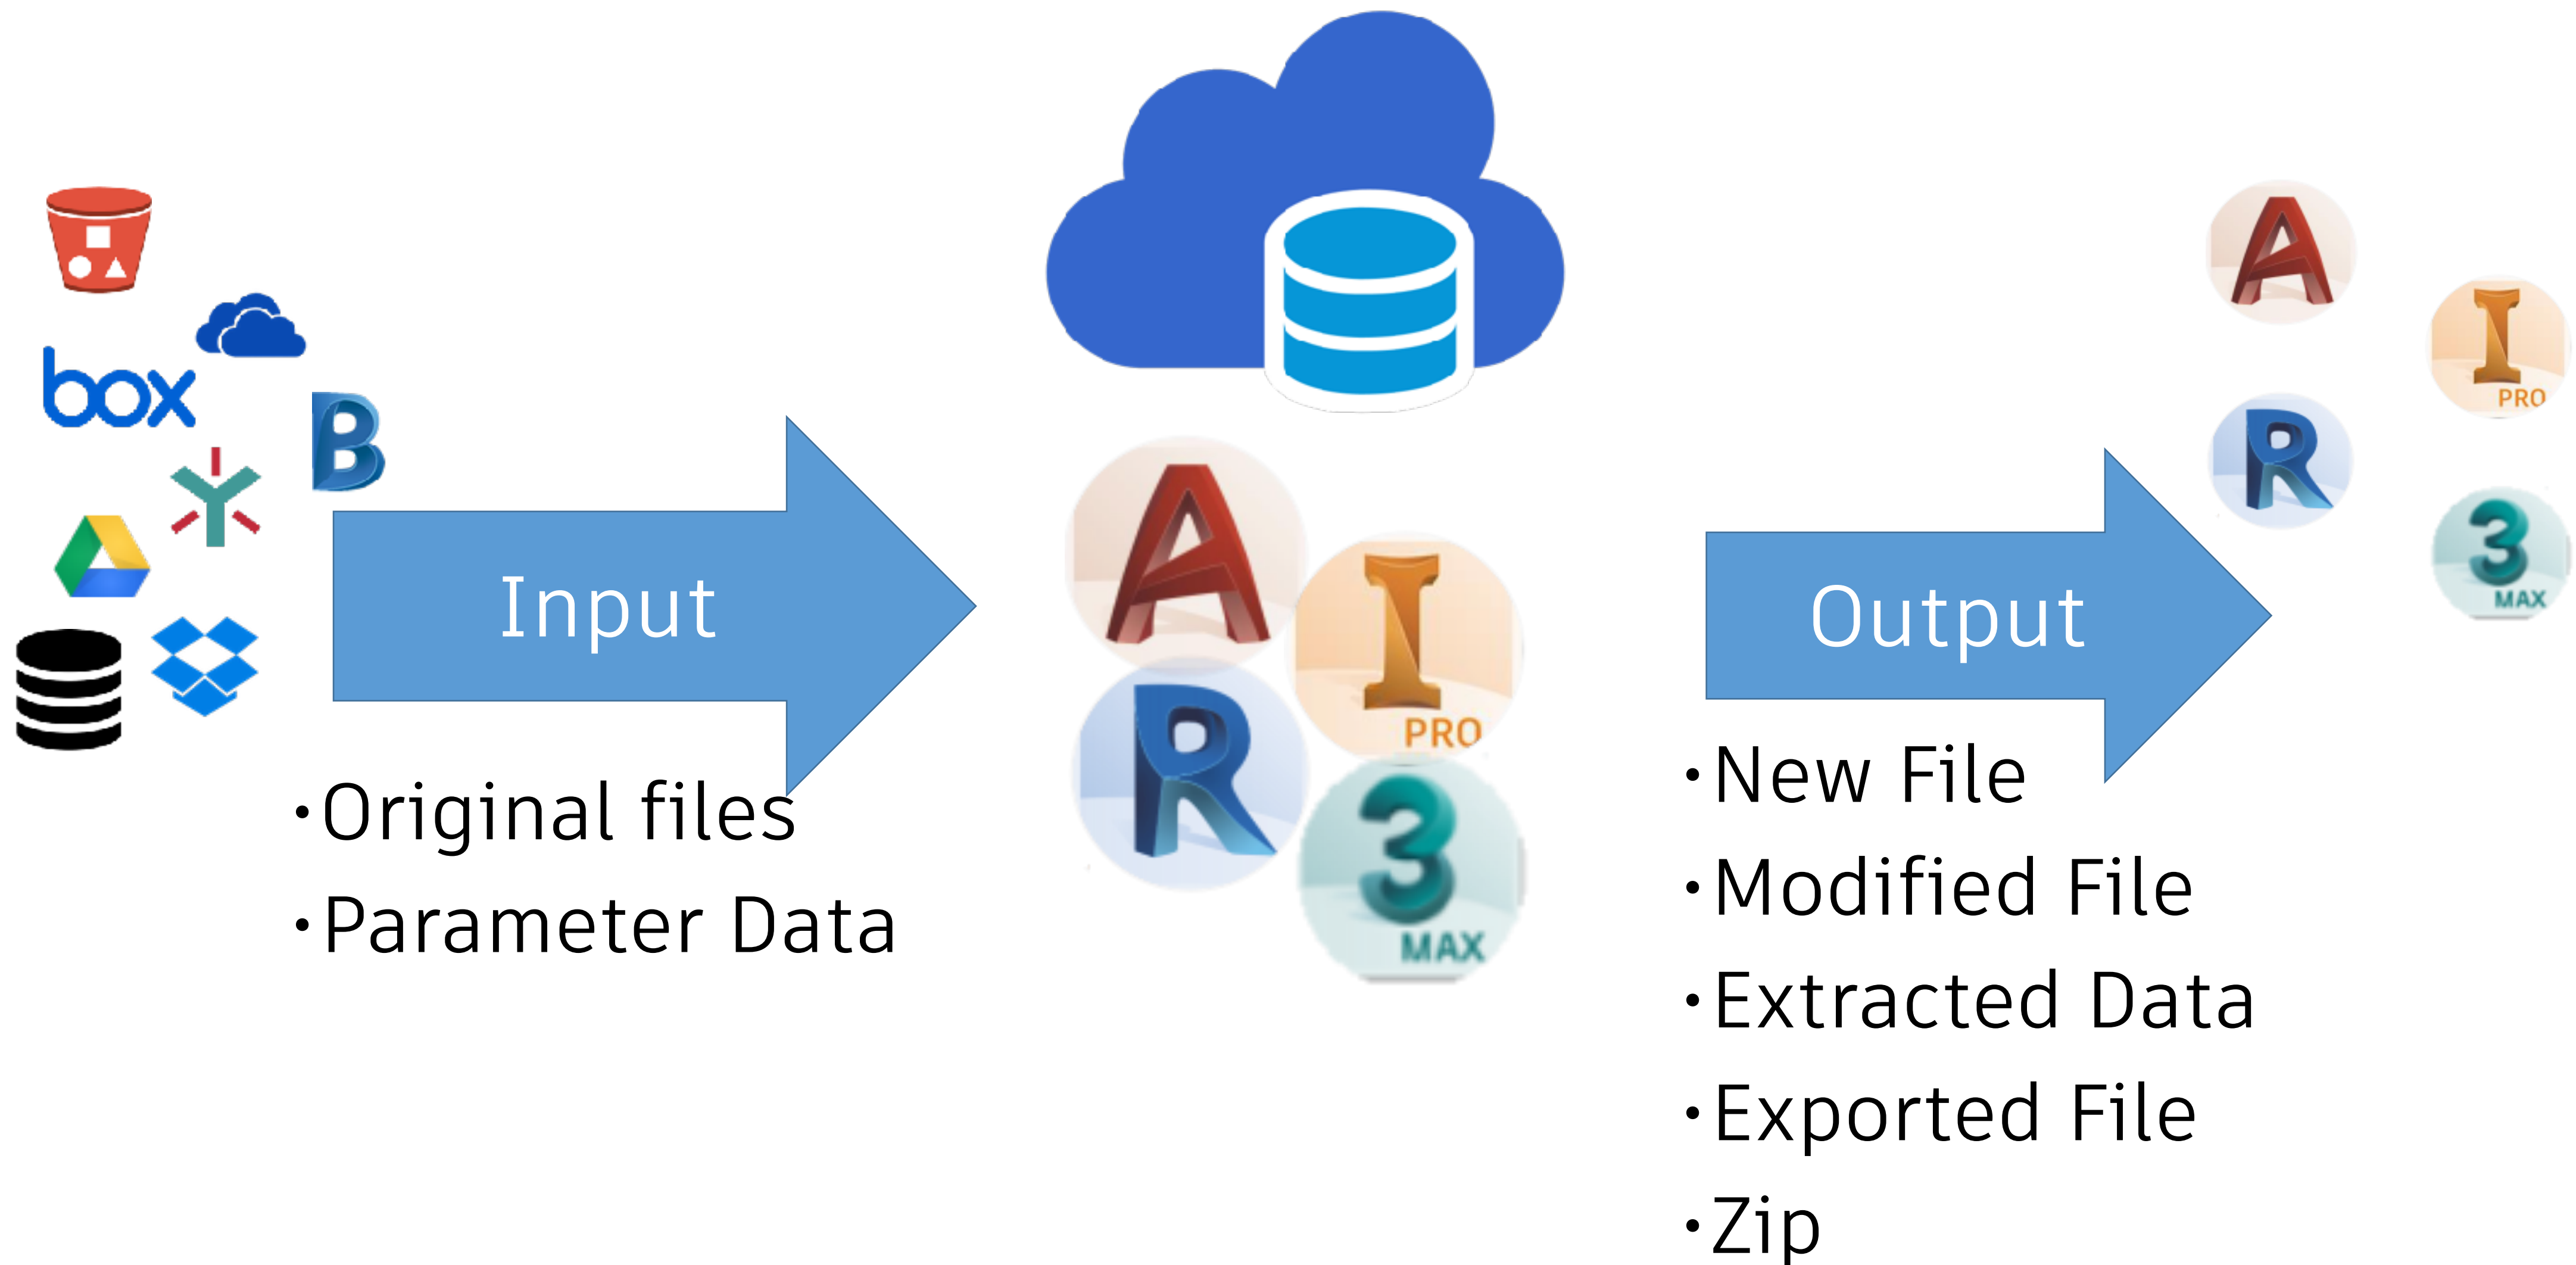 box
B
Input
・Original files
・Parameter Data
A
I
PRO
R
3
MAX
Output
・New File
・Modified File
・Extracted Data
・Exported File
・Zip
A
I
PRO
R
3
MAX